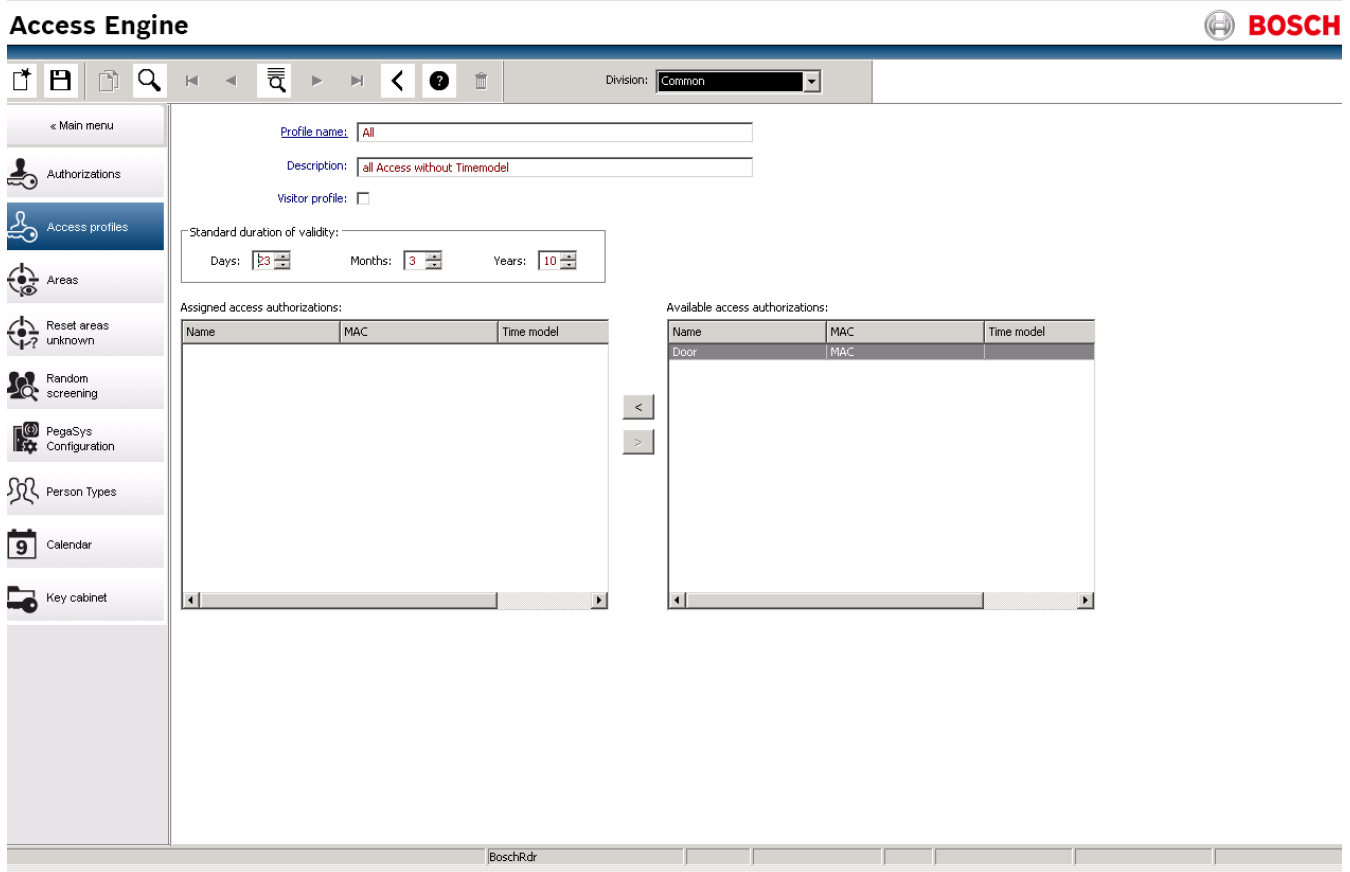 Access Engine
BOSCH
Division: Common
« Main menu
Authorizations
Access profiles
Areas
Reset areas
unknown
Random
screening
PegaSys
Configuration
Person Types
9
Calendar
Key cabinet
Profile name: All
Description: all Access without Timemodel
Visitor profile:
Standard duration of validity:
Days: 23 Months: 3 Years: 10
Assigned access authorizations:
Name MAC Time model
<
>
Available access authorizations:
Name MAC Time model
Door MAC
BoschRdr